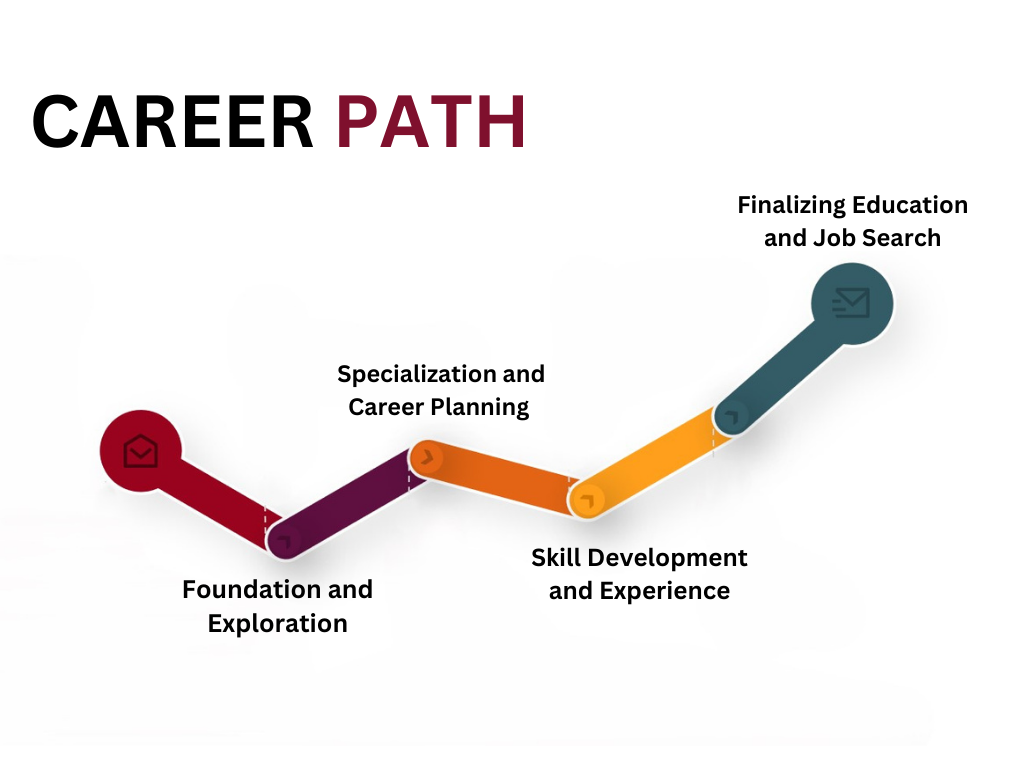 CAREER PATH
Finalizing Education
and Job Search
Specialization and
Career Planning
Skill Development
and Experience
Foundation and
Exploration